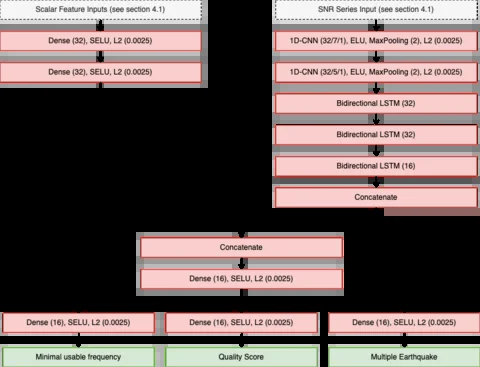 Scalar Feature Inputs (see section 4.1)
SNR Series Input (see section 4.1)
Dense (32), SELU, L2 (0.0025)
1D-CNN (32/7/1), ELU, MaxPooling (2), L2 (0.0025)
Dense (32), SELU, L2 (0.0025)
1D-CNN (32/5/1), ELU, MaxPooling (2), L2 (0.0025)
Bidirectional LSTM (32)
Bidirectional LSTM (32)
Bidirectional LSTM (16)
Concatenate
Concatenate
Dense (16), SELU, L2 (0.0025)
Dense (16), SELU, L2 (0.0025)
Dense (16), SELU, L2 (0.0025)
Dense (16), SELU, L2 (0.0025)
Minimal usable frequency
Quality Score
Multiple Earthquake